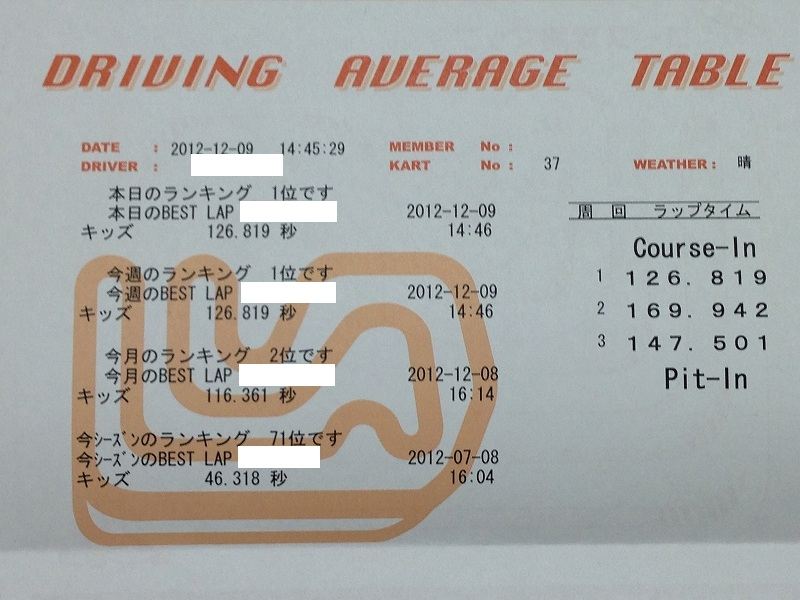 DRIVING AVERAGE TABLE
DATE : 2012-12-09 14:45:29 MEMBER No :
DRIVER : KART No : 37 WEATHER : 晴
本日のランキング 1位です
本日のBEST LAP 2012-12-09
キッズ 126.819 秒 14:46
今週のランキング 1位です
今週のBEST LAP 2012-12-09
キッズ 126.819 秒 14:46
今月のランキング 2位です
今月のBEST LAP 2012-12-08
キッズ 116.361 秒 16:14
今ｼｰｽﾞﾝのランキング 71位です
今ｼｰｽﾞﾝのBEST LAP 2012-07-08
キッズ 46.318 秒 16:04
周 回 ラップタイム
Course-In
1 126.819
2 169.942
3 147.501
Pit-In